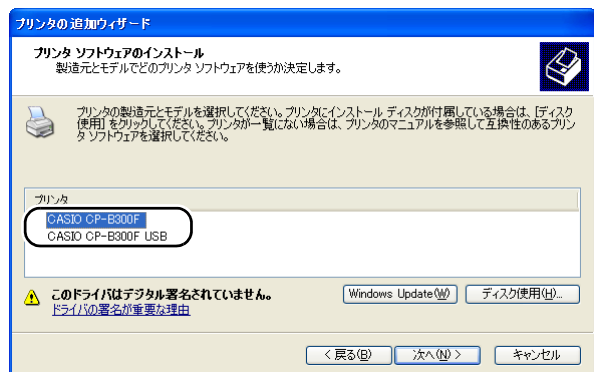 プリンタの追加ウィザード
プリンタ ソフトウェアのインストール
製造元とモデルでどのプリンタ ソフトウェアを使うか決定します。
プリンタの製造元とモデルを選択してください。プリンタにインストール ディスクが付属している場合は、[ディスク
使用] をクリックしてください。プリンタが一覧にない場合は、プリンタのマニュアルを参照して互換性のあるプリン
タ ソフトウェアを選択してください。
プリンタ
CASIO CP-B300F
CASIO CP-B300F USB
このドライバはデジタル署名されていません。
ドライバの署名が重要な理由
Windows Update(W)
ディスク使用(H)...
< 戻る(B)
次へ(N) >
キャンセル